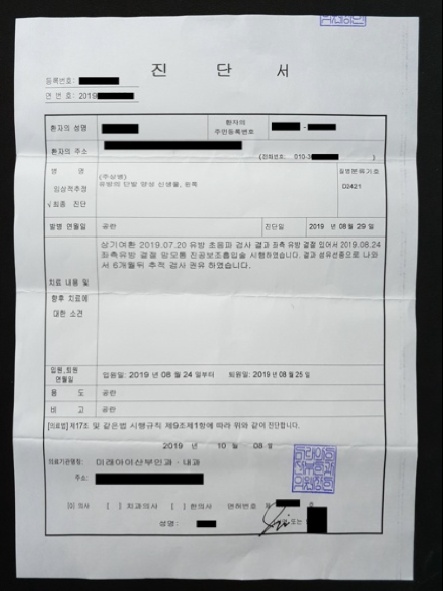 진 단 서
등록번호:
연 번 호: 2019
환자의 성명
환자의
주민등록번호
-
환자의 주소
(전화번호: 010-3 )
병 명
(주상병)
유방의 단발 양성 신생물, 왼쪽
질병분류기호
임상적추정
D2421
√최종 진단
발병 연월일 공란 진단일 2019 년 08 월 29 일
상기여환 2019.07.20 유방 초음파 검사 결과 좌측 유방 결절 있어서 2019.08.24
좌측유방 결절 맘모톰 진공보조흡입술 시행하였습니다. 결과 섬유선종으로 나와
서 6개월뒤 추적 검사 권유 하였습니다.
치료 내용 및
향후 치료에
대한 소견
입원.퇴원
연월일
입원일: 2019 년 08 월 24 일부터 퇴원일: 2019 년 08 월 25 일
용 도 공란
비 고 공란
[의료법] 제17조 및 같은법 시행규칙 제9조제1항에 따라 위와 같이 진단합니다.
2019 년 10 월 08 일
의료기관명칭: 미래아이산부인과 · 내과
주소:
[0] 의사 [ ] 치과의사 [ ] 한의사 면허번호 제 호
성명: 또는